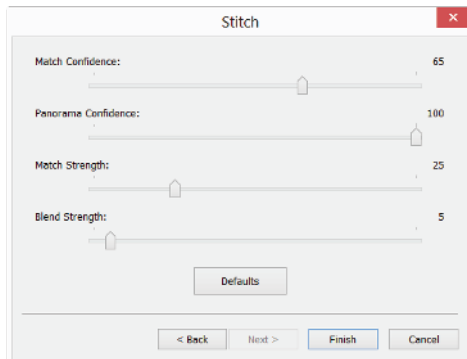 Stitch
Match Confidence: 65
Panorama Confidence: 100
Match Strength: 25
Blend Strength: 5
Defaults
< Back Next > Finish Cancel